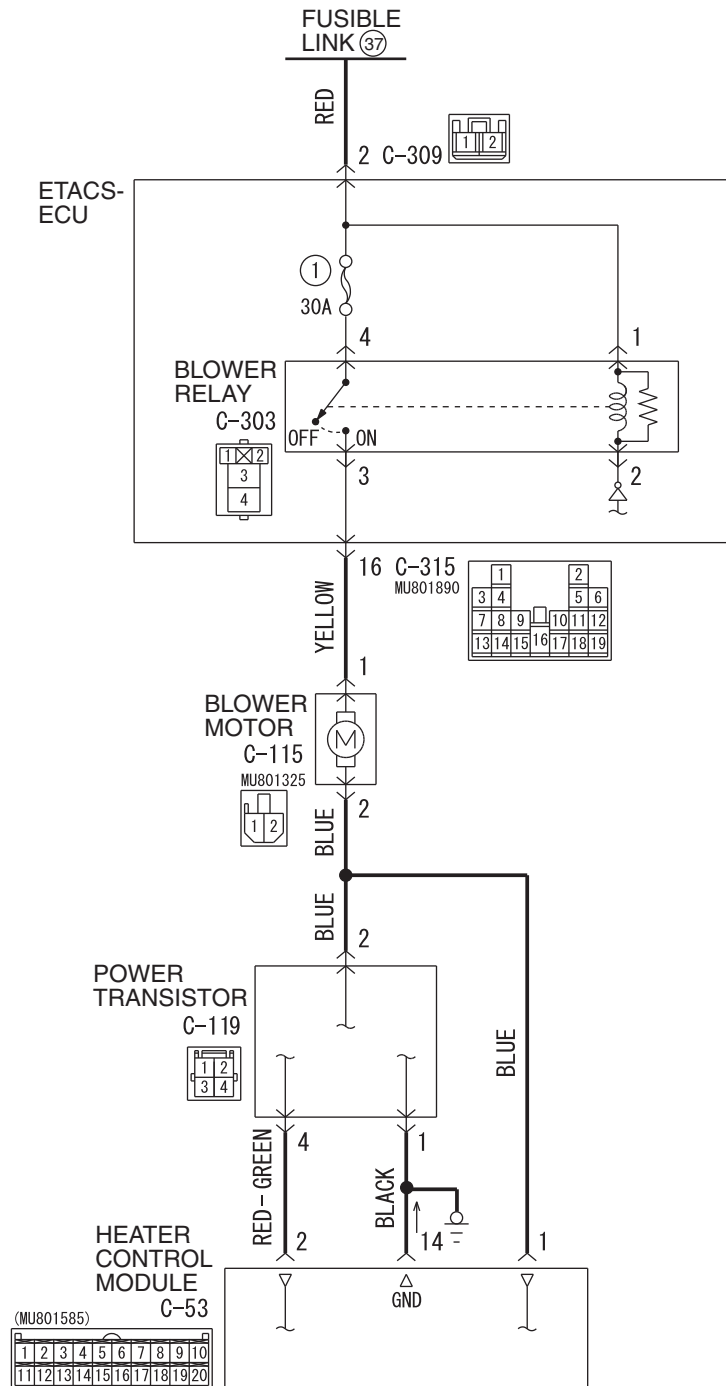 FUSIBLE
LINK 37
RED
2 C-309
1 2
ETACS-
ECU
1
30A
4
1
BLOWER
RELAY
C-303
OFF
ON
1 2
3
4
3
2
16 C-315
MU801890
1 2
3 4 5 6
7 8 9 10 11 12
13 14 15 16 17 18 19
YELLOW
1
BLOWER
MOTOR
M
C-115
MU801325
1 2
2
BLUE
BLUE
2
POWER
TRANSISTOR
C-119
1 2
3 4
BLUE
4
1
RED-GREEN
BLACK
2
14
1
HEATER
CONTROL
MODULE
C-53
GND
(MU801585)
1 2 3 4 5 6 7 8 9 10
11 12 13 14 15 16 17 18 19 20